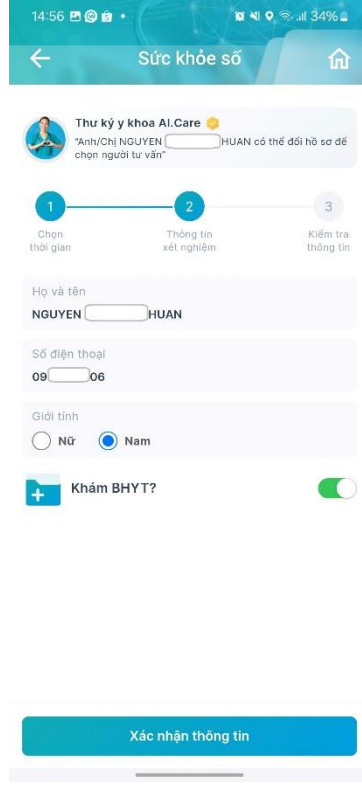 14:56 34%
Sức khỏe số
Thư ký y khoa AI.Care
"Anh/Chị NGUYEN HUAN có thể đổi hồ sơ để
chọn người tư vấn"
1 2 3
Chọn Thông tin Kiểm tra
thời gian xét nghiệm thông tin
Họ và tên
NGUYEN HUAN
Số điện thoại
09 06
Giới tính
Nữ Nam
Khám BHYT?
Xác nhận thông tin